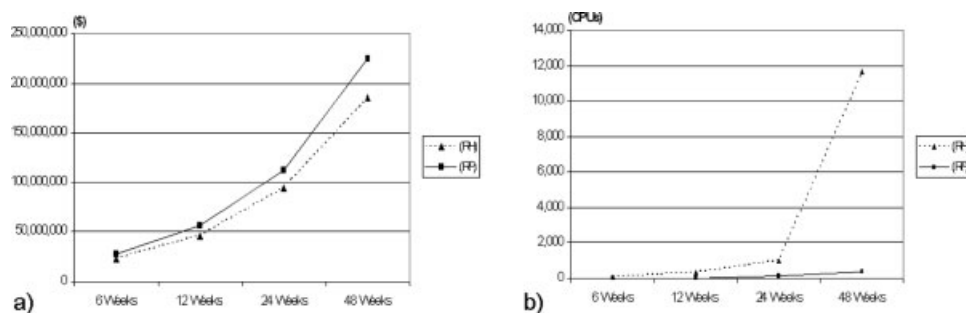 ($)
250,000,000
200,000,000
150,000,000
100,000,000
50,000,000
0
6 Weeks
12 Weeks
24 Weeks
48 Weeks
(RH)
a)
(CPUs)
14,000
12,000
10,000
8,000
6,000
4,000
2,000
0
6 Weeks
12 Weeks
24 Weeks
48 Weeks
(RH
b)